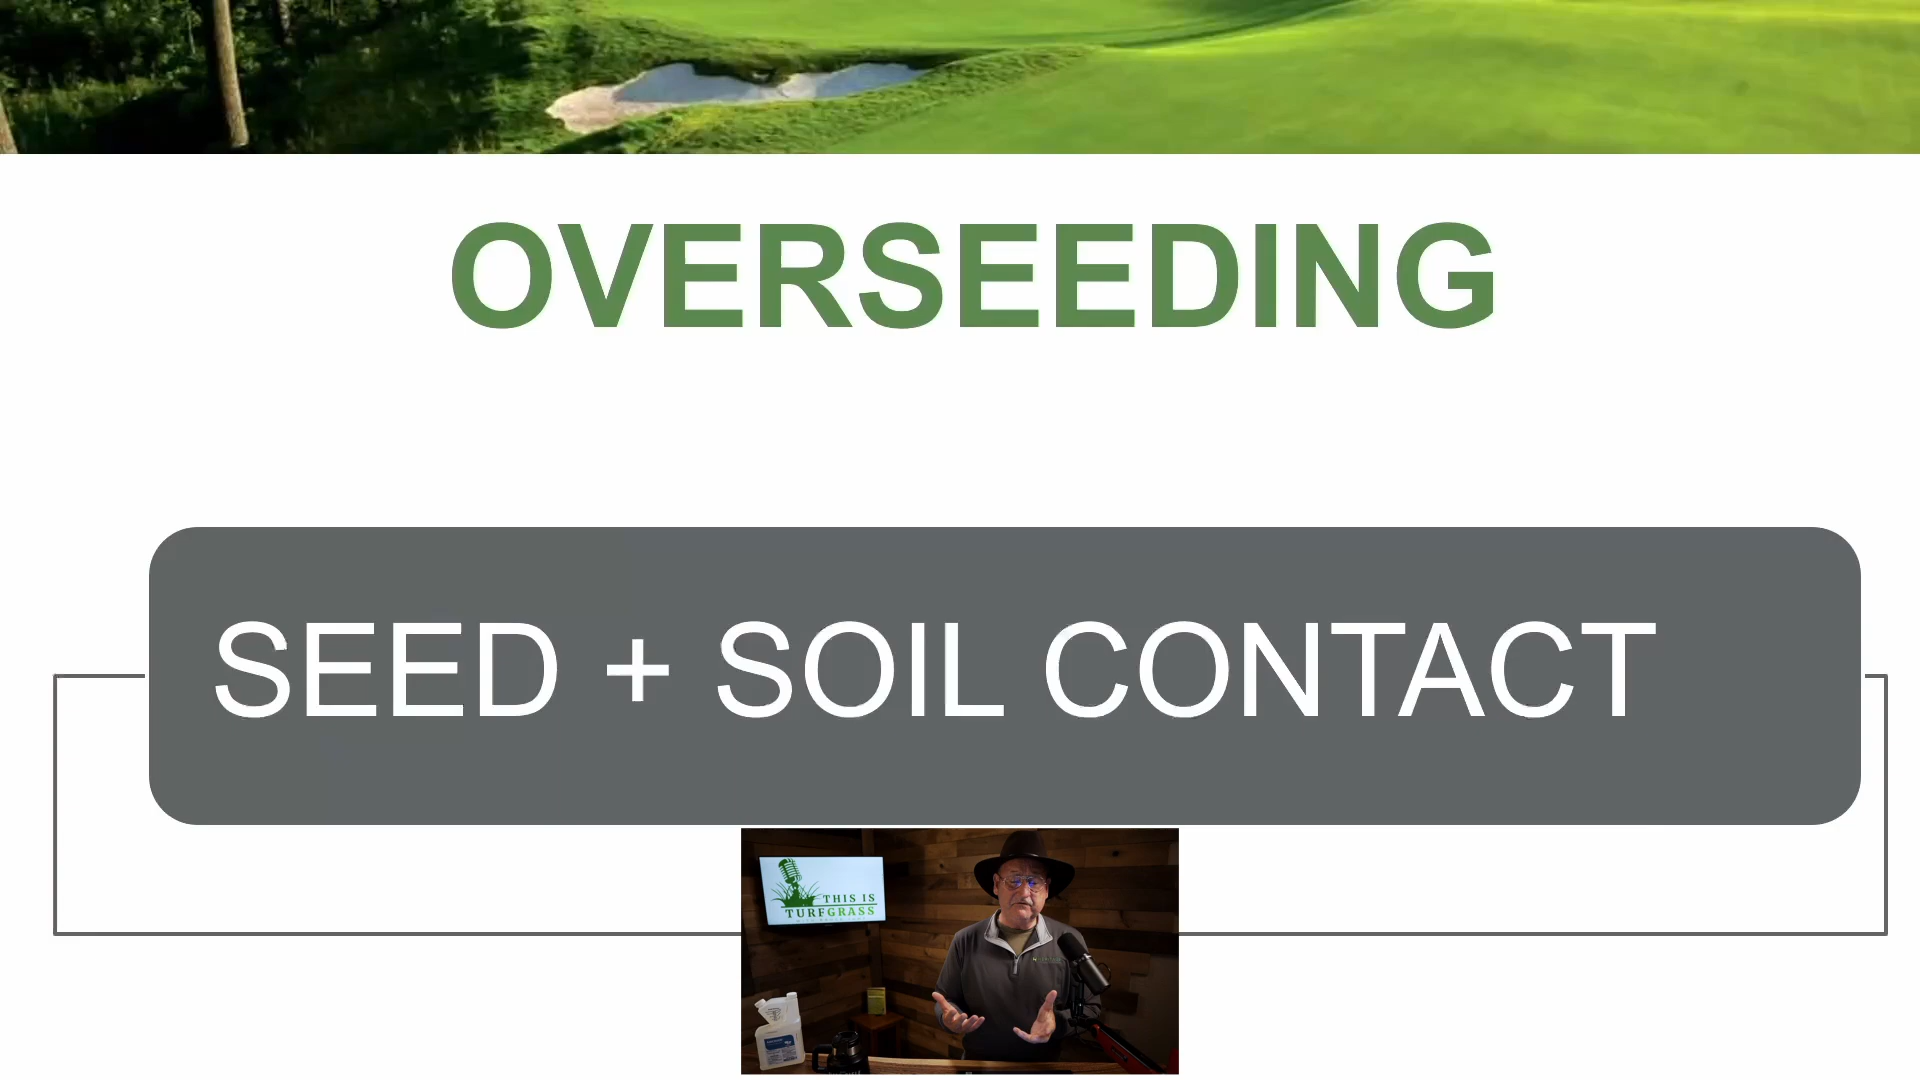 OVERSEEDING
SEED + SOIL CONTACT
THIS IS
TURFGRASS